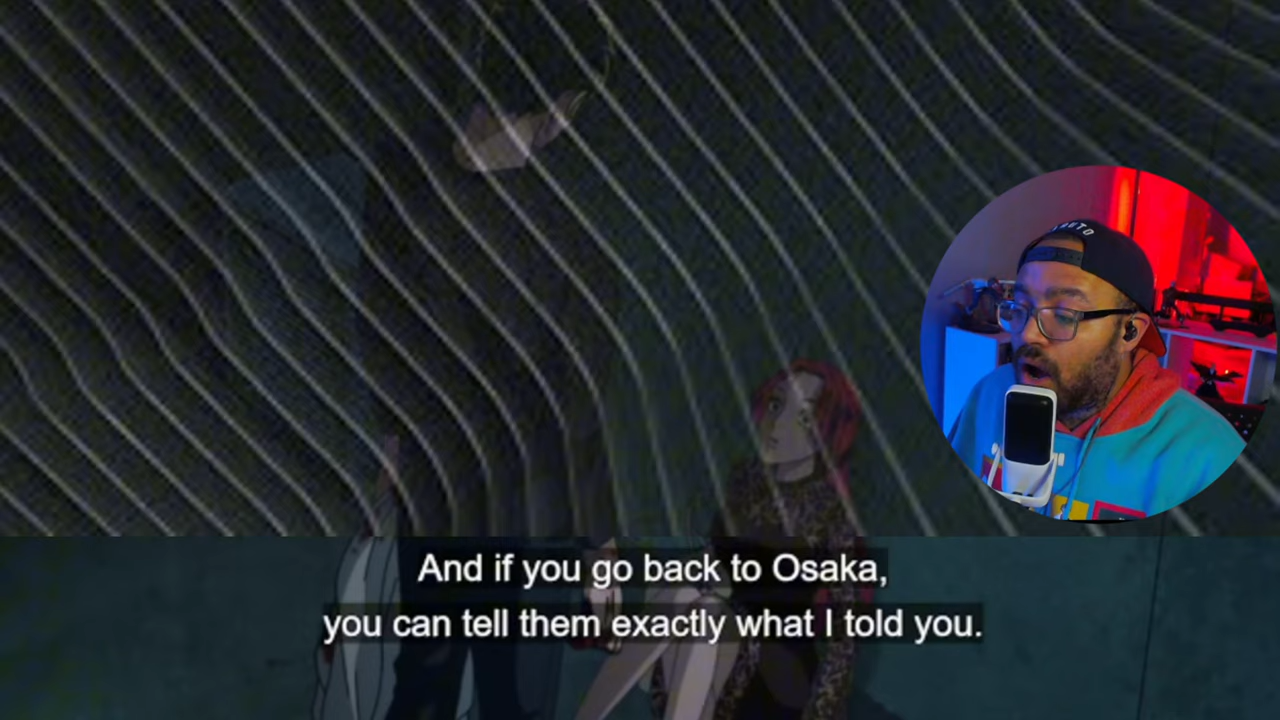 And if you go back to Osaka,
you can tell them exactly what I told you.